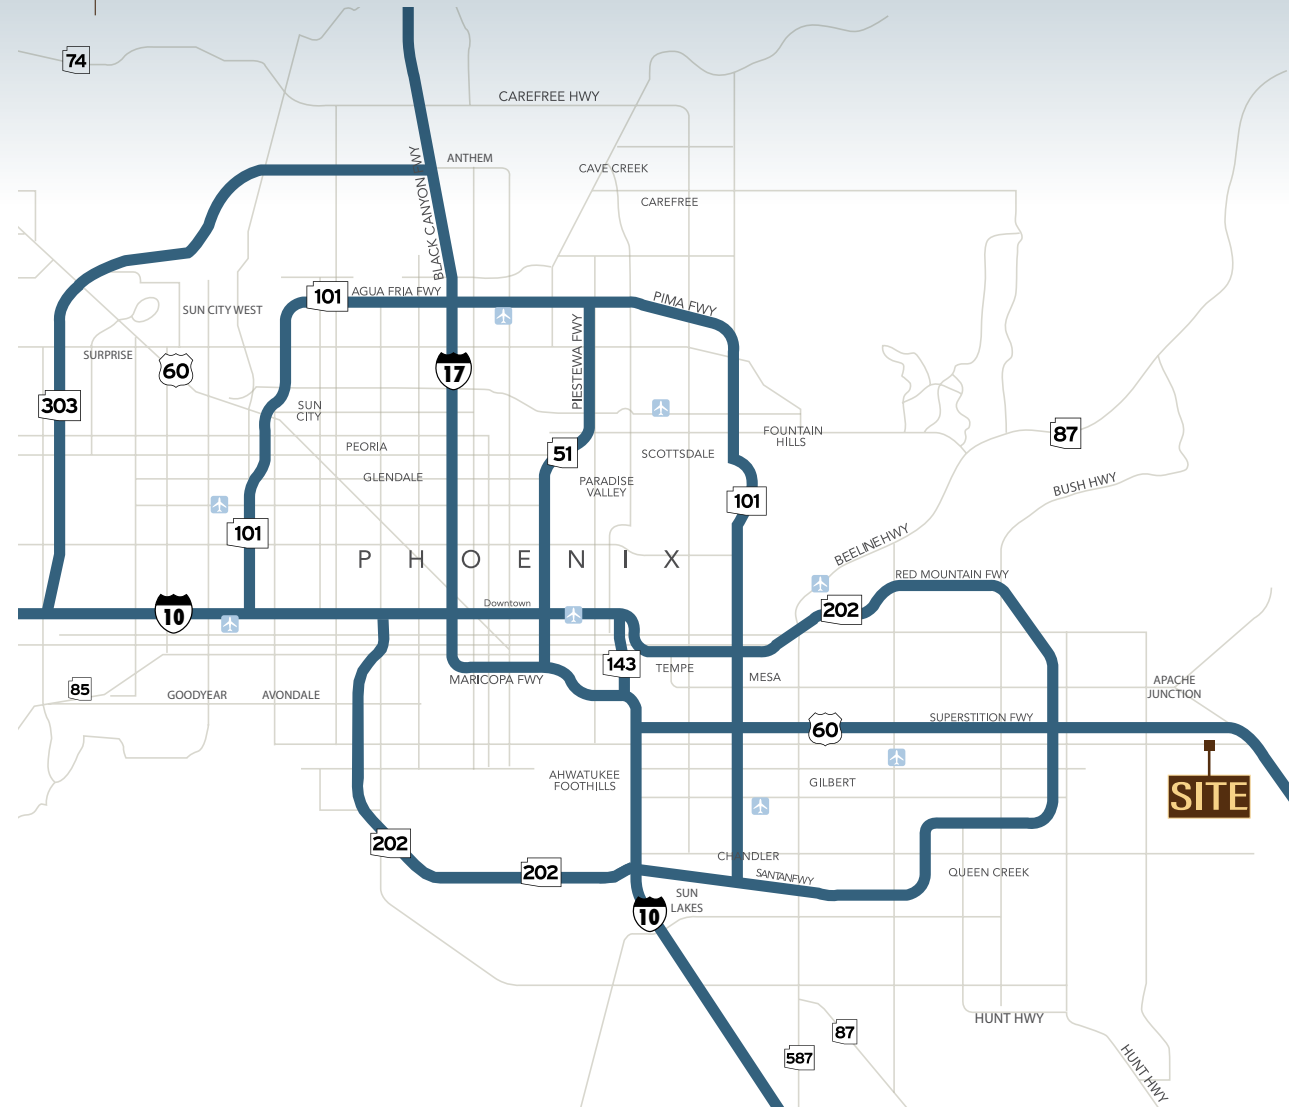 74
CAREFREE HWY
ANTHEM
CAVE CREEK
CAREFREE
BLACK CANYON FWY
101
AGUA FRIA FWY
PIMA FWY
SUN CITY WEST
PIESTEWA FWY
SURPRISE
60
17
303
SUN
CITY
PEORIA
GLENDALE
51
SCOTTSDALE
FOUNTAIN
HILLS
87
PARADISE
VALLEY
BUSH HWY
101
101
BEELINE HWY
PHOENIX
RED MOUNTAIN FWY
10
Downtown
202
143
TEMPE
MESA
MARICOPA FWY
85
GOODYEAR
AVONDALE
APACHE
JUNCTION
60
SUPERSTITION FWY
AHWATUKEE
FOOTHILLS
GILBERT
SITE
202
202
CHANDLER
SANTAN FWY
QUEEN CREEK
SUN
LAKES
10
HUNT HWY
87
587
HUNT HWY